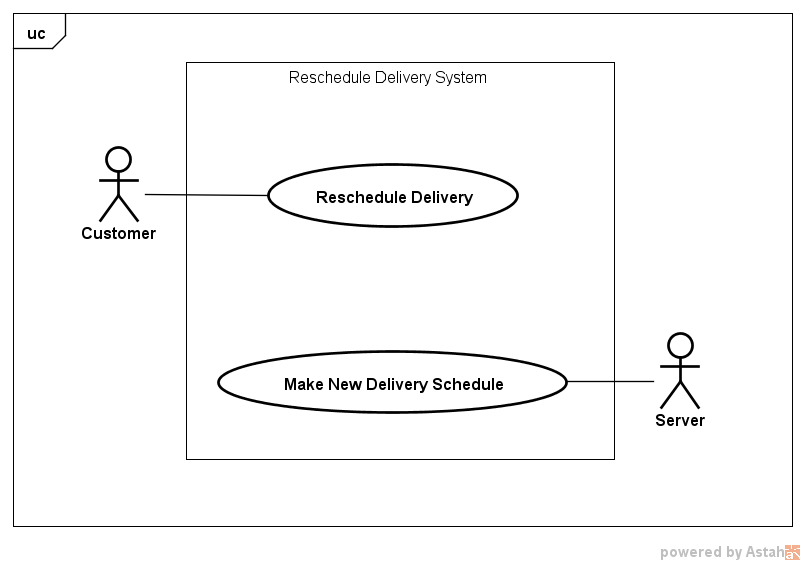 uc
Reschedule Delivery System
Reschedule Delivery
Customer
Make New Delivery Schedule
Server
powered by Astah